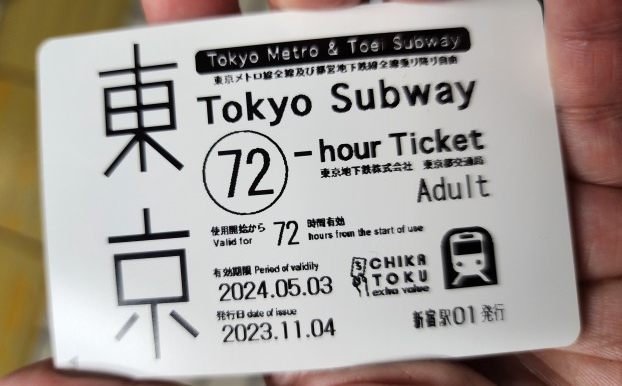 東京
Tokyo Metro & Toei Subway
東京メトロ線全線及び都営地下鉄線全線乗り降り自由
Tokyo Subway
72-hour Ticket
東京地下鉄株式会社 東京都交通局
Adult
使用開始から 72 時間有効
Valid for hours from the start of use
有効期限 Period of validity
2024.05.03
CHIKA
TOKU
extra value
発行日 date of issue
2023.11.04
新宿駅01発行